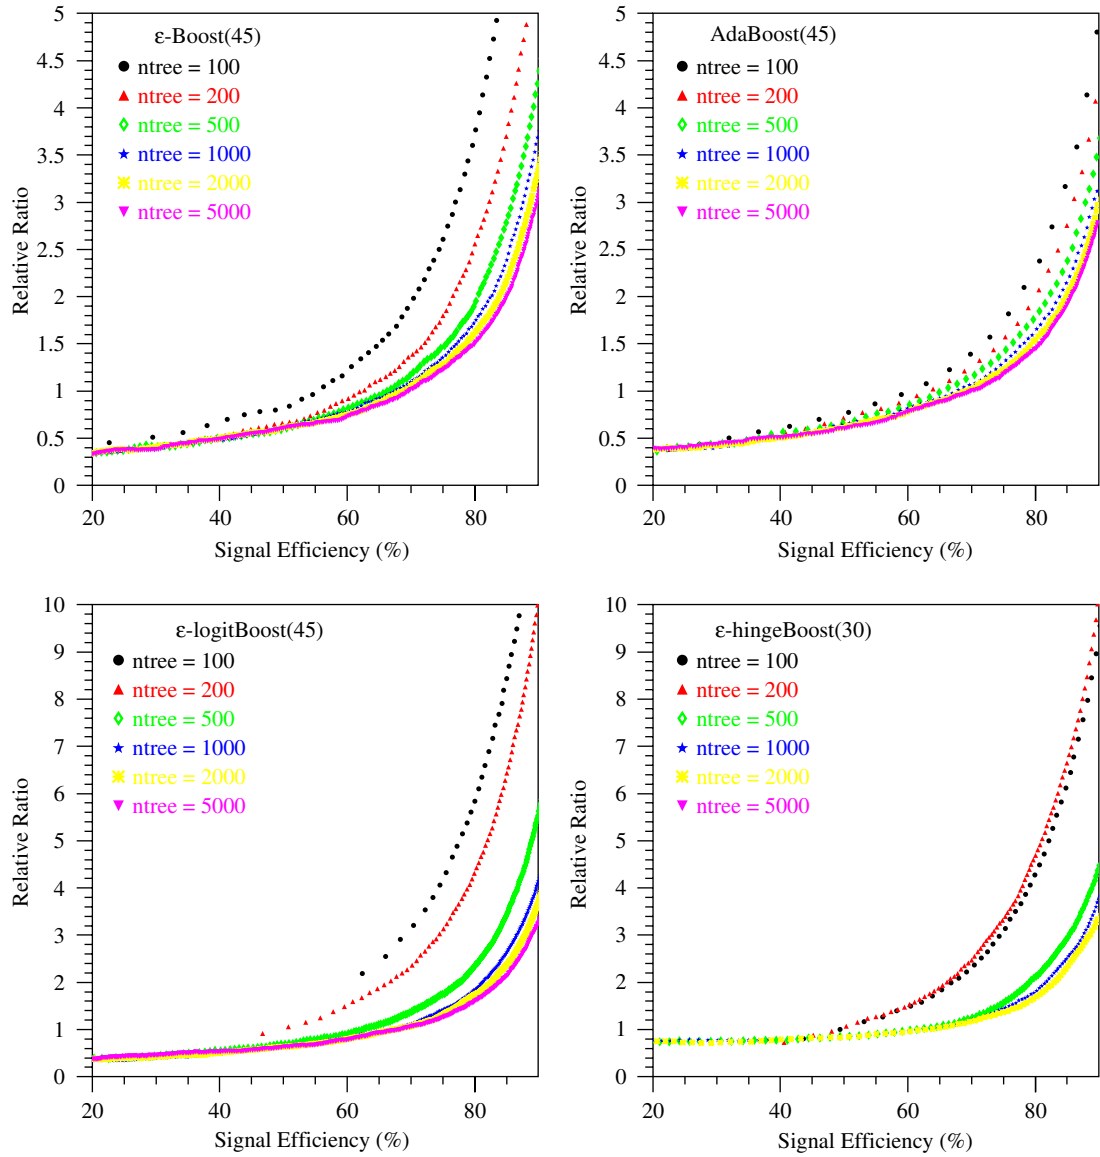 ε-Boost(45)
ntree = 100
ntree = 200
ntree = 500
ntree = 1000
ntree = 2000
ntree = 5000
Relative Ratio
5
4.5
4
3.5
3
2.5
2
1.5
1
0.5
0
20
40
60
80
Signal Efficiency (%)
AdaBoost(45)
ntree = 100
ntree = 200
ntree = 500
ntree = 1000
ntree = 2000
ntree = 5000
Relative Ratio
5
4.5
4
3.5
3
2.5
2
1.5
1
0.5
0
20
40
60
80
Signal Efficiency (%)
ε-logitBoost(45)
ntree = 100
ntree = 200
ntree = 500
ntree = 1000
ntree = 2000
ntree = 5000
Relative Ratio
10
9
8
7
6
5
4
3
2
1
0
20
40
60
80
Signal Efficiency (%)
ε-hingeBoost(30)
ntree = 100
ntree = 200
ntree = 500
ntree = 1000
ntree = 2000
ntree = 5000
Relative Ratio
10
9
8
7
6
5
4
3
2
1
0
20
40
60
80
Signal Efficiency (%)